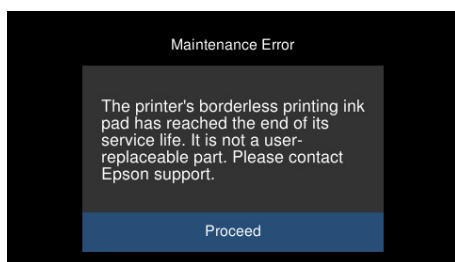 Maintenance Error
The printer's borderless printing ink
pad has reached the end of its
service life. It is not a user-
replaceable part. Please contact
Epson support.
Proceed